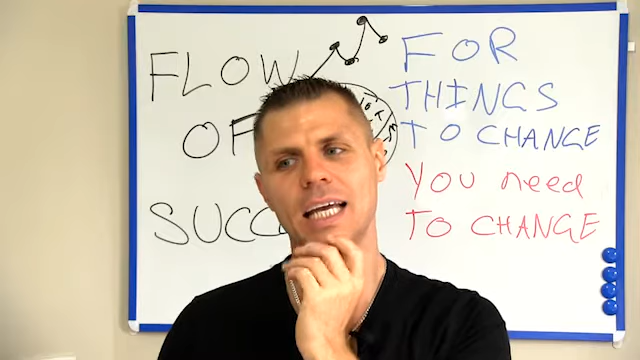 FLOW
OF
SUCC
FOR
THINGS
TO CHANGE
You need
TO CHANGE